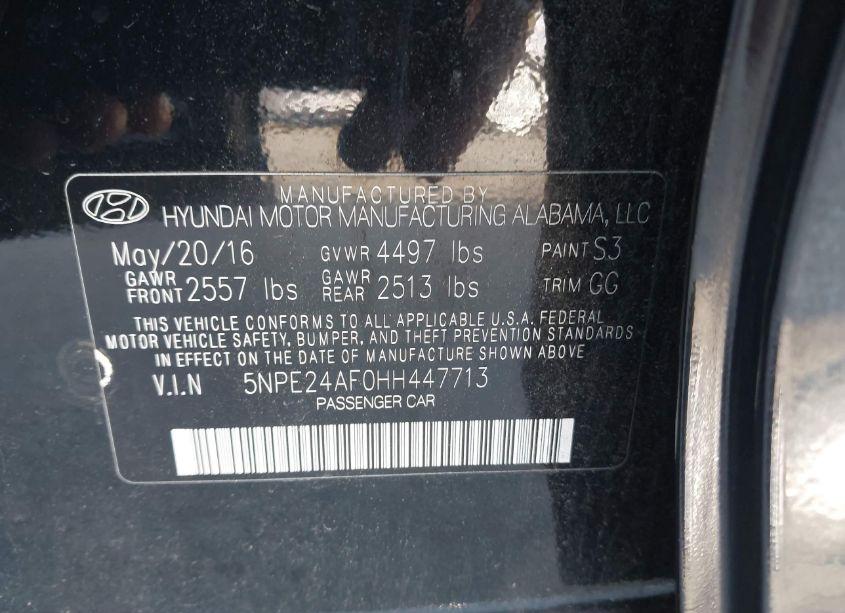 MANUFACTURED BY
HYUNDAI MOTOR MANUFACTURING ALABAMA, LLC
May/20/16 GVWR 4497 lbs PAINT S3
GAWR FRONT 2557 lbs GAWR REAR 2513 lbs TRIM GG
THIS VEHICLE CONFORMS TO ALL APPLICABLE U.S.A. FEDERAL
MOTOR VEHICLE SAFETY, BUMPER, AND THEFT PREVENTION STANDARDS
IN EFFECT ON THE DATE OF MANUFACTURE SHOWN ABOVE
V.I.N 5NPE24AF0HH447713
PASSENGER CAR